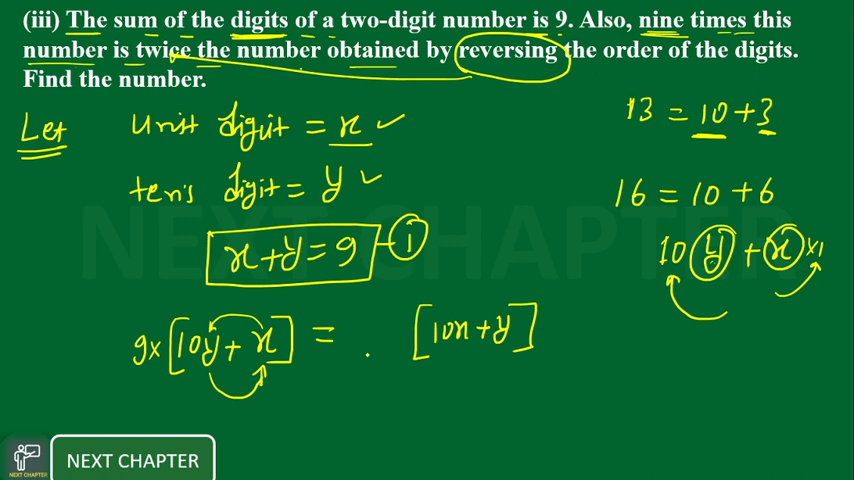 (iii) The sum of the digits of a two-digit number is 9. Also, nine times this
number is twice the number obtained by reversing the order of the digits.
Find the number.
Let unit digit = x ✓
13 = 10 + 3
ten's digit = y ✓
16 = 10 + 6
x + y = 9 - 1
10 y + x × 1
9 × [10y + x] = . [10x + y]
NEXT CHAPTER
NEXT CHAPTER
NEXT CHAPTER